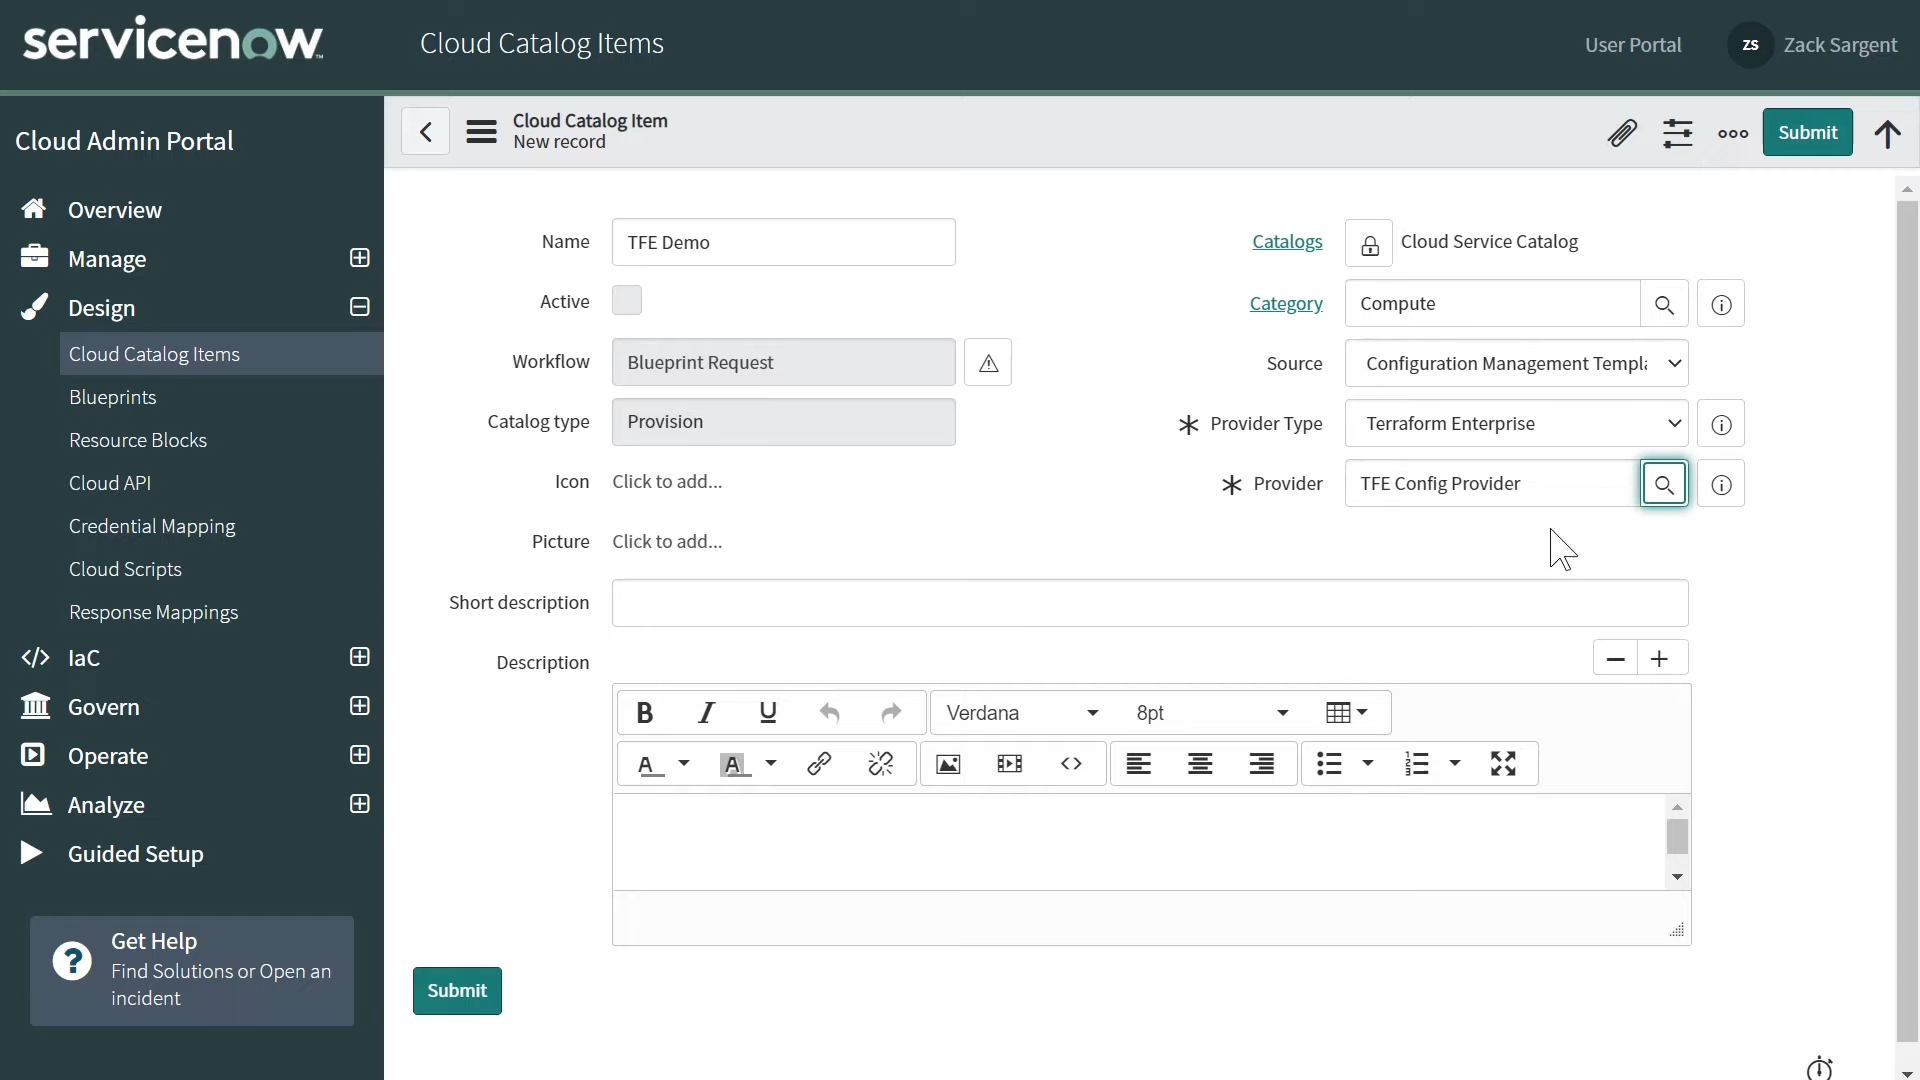 servicenow™
Cloud Catalog Items
User Portal
ZS
Zack Sargent
Cloud Admin Portal
Overview
Manage
Design
Cloud Catalog Items
Blueprints
Resource Blocks
Cloud API
Credential Mapping
Cloud Scripts
Response Mappings
IaC
Govern
Operate
Analyze
Guided Setup
Get Help
Find Solutions or Open an
incident
Cloud Catalog Item
New record
Submit
Name
TFE Demo
Active
Workflow
Blueprint Request
Catalog type
Provision
Icon
Click to add...
Picture
Click to add...
Catalogs
Cloud Service Catalog
Category
Compute
Source
Configuration Management Templa
Provider Type
Terraform Enterprise
Provider
TFE Config Provider
Short description
Description
B I U
Verdana
8pt
A A
Submit